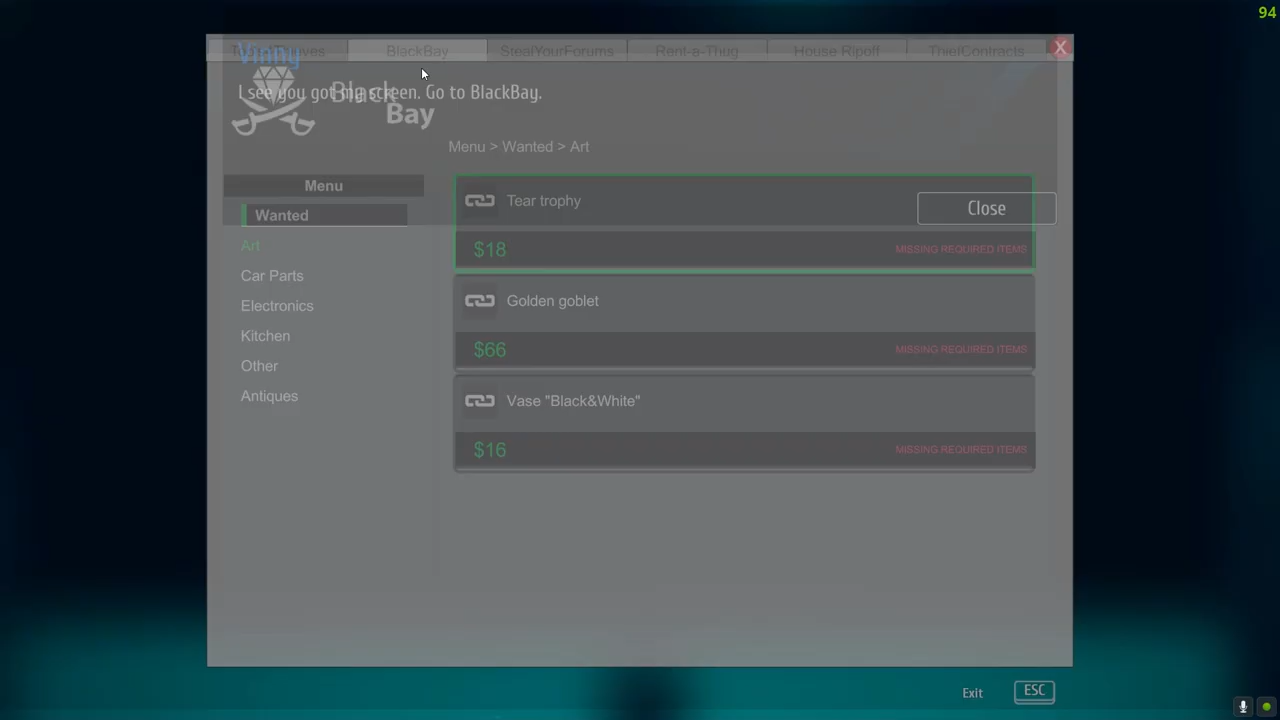 94
BlackBay
StealYourForums
Rent-a-Thug
House Ripoff
ThiefContracts
X
Vinny
I see you got my screen. Go to BlackBay.
Black
Bay
Menu > Wanted > Art
Menu
Wanted
Art
Car Parts
Electronics
Kitchen
Other
Antiques
Tear trophy
Close
$18
MISSING REQUIRED ITEMS
Golden goblet
$66
MISSING REQUIRED ITEMS
Vase "Black&White"
$16
MISSING REQUIRED ITEMS
Exit
ESC